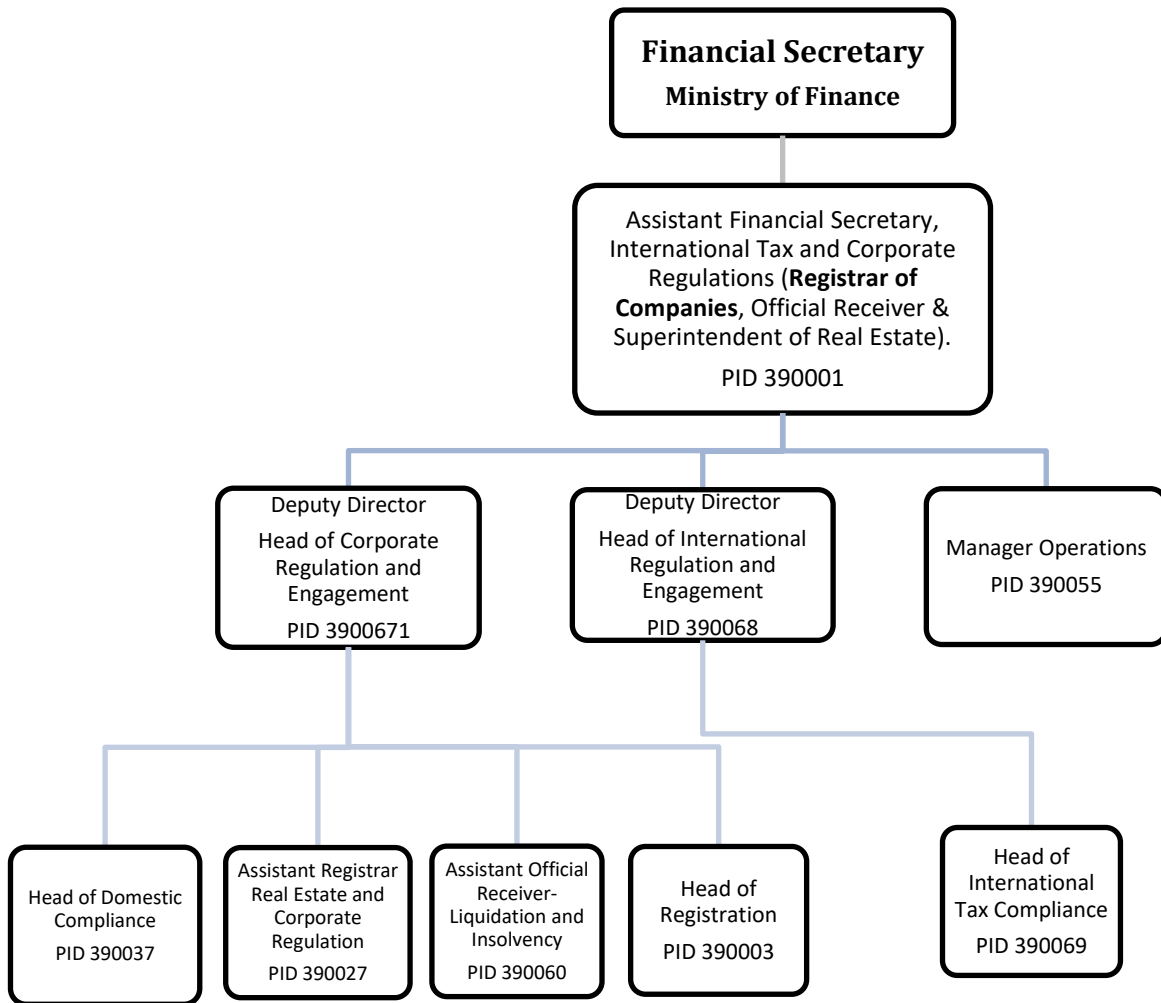 Financial Secretary
Ministry of Finance
Assistant Financial Secretary,
International Tax and Corporate
Regulations (Registrar of
Companies, Official Receiver &
Superintendent of Real Estate).
PID 390001
Deputy Director
Head of Corporate
Regulation and
Engagement
PID 3900671
Deputy Director
Head of International
Regulation and
Engagement
PID 390068
Manager Operations
PID 390055
Head of Domestic
Compliance
PID 390037
Assistant Registrar
Real Estate and
Corporate
Regulation
PID 390027
Assistant Official
Receiver-
Liquidation and
Insolvency
PID 390060
Head of
Registration
PID 390003
Head of
International
Tax Compliance
PID 390069